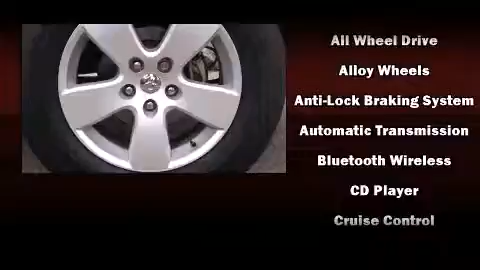 All Wheel Drive
Alloy Wheels
Anti-Lock Braking System
Automatic Transmission
Bluetooth Wireless
CD Player
Cruise Control